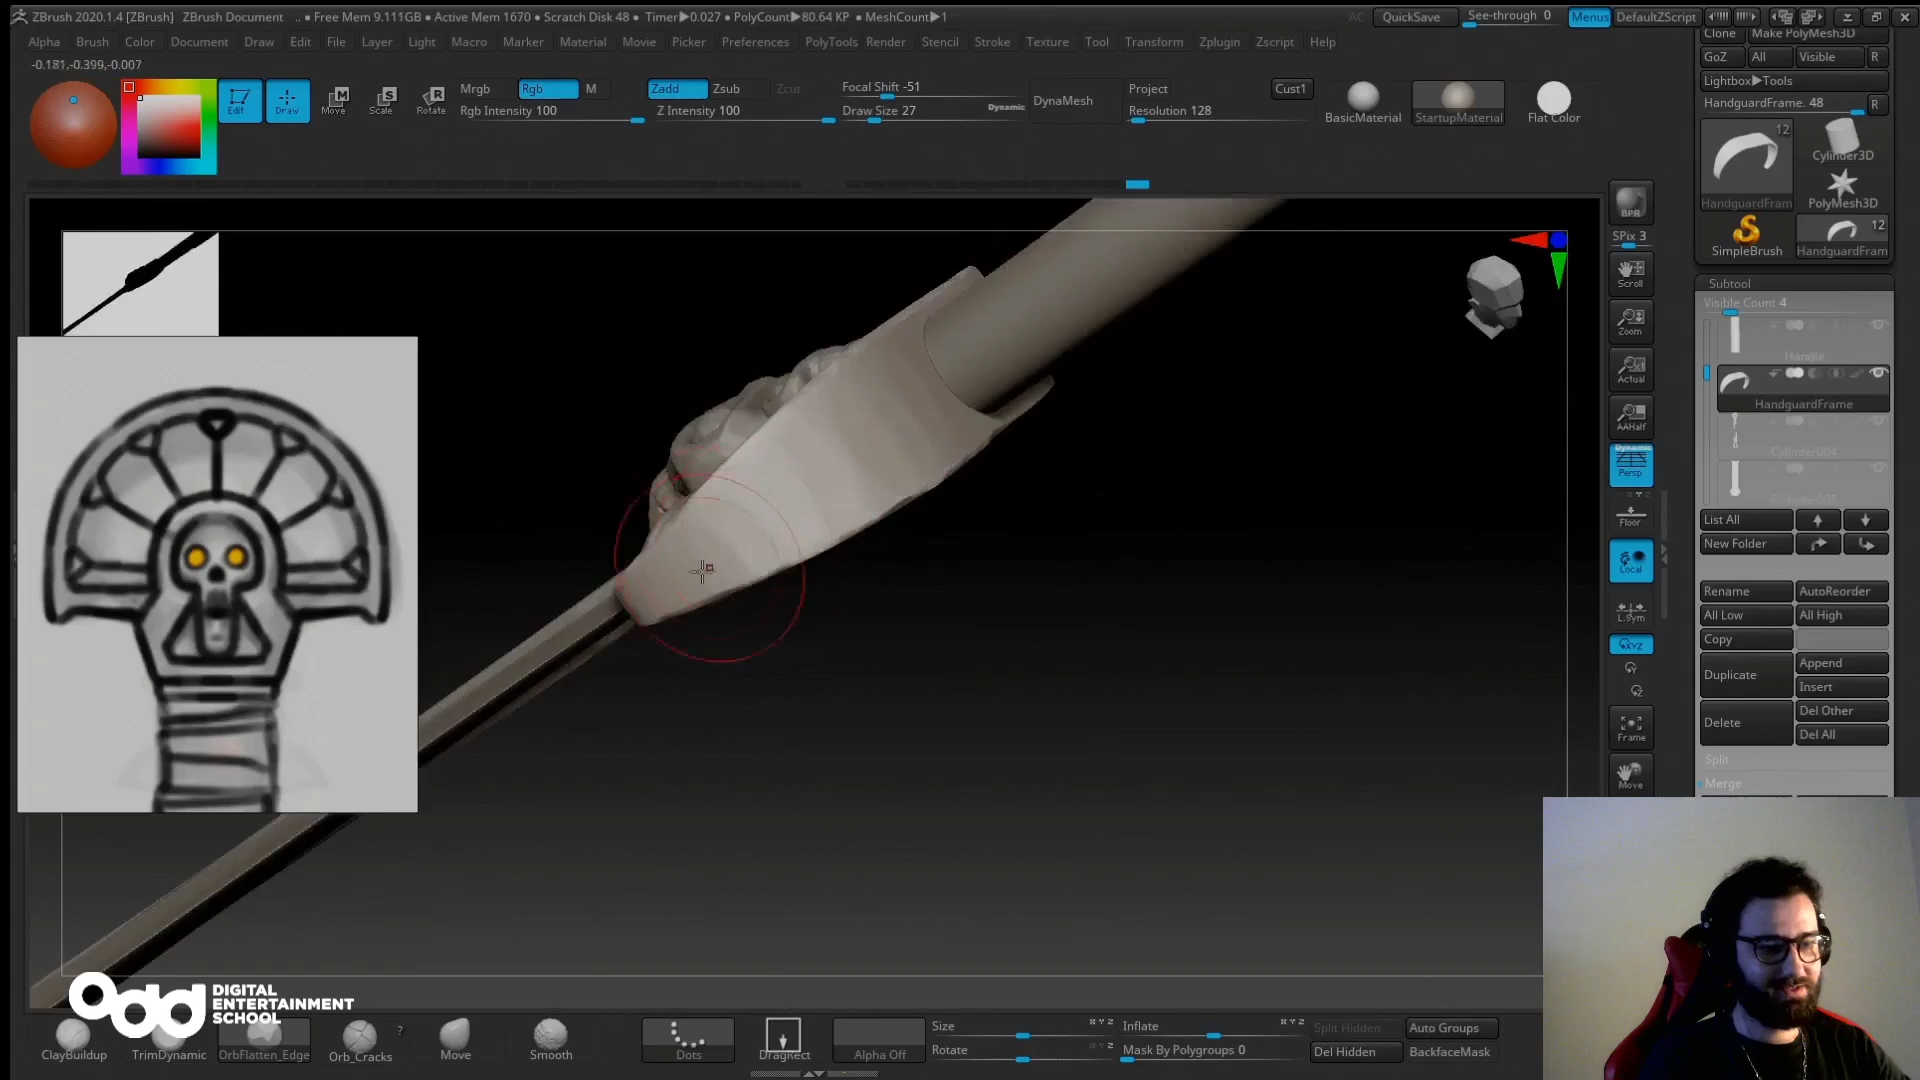 ZBrush 2020.1.4 [ZBrush] ZBrush Document .. • Free Mem 9.111GB • Active Mem 1670 • Scratch Disk 48 • Timer▶0.027 • PolyCount▶80.64 KP • MeshCount▶1 AC QuickSave See-through 0 Menus DefaultZScript
Alpha Brush Color Document Draw Edit File Layer Light Macro Marker Material Movie Picker Preferences PolyTools Render Stencil Stroke Texture Tool Transform Zplugin Zscript Help
-0.181,-0.399,-0.007
Edit Draw Move Scale Rotate
Mrgb Rgb M Zadd Zsub Zcut Focal Shift -51
Rgb Intensity 100 Z Intensity 100 Draw Size 27 Dynamic
DynaMesh Project
Resolution 128
Cust1 BasicMaterial StartupMaterial Flat Color
Clone Make PolyMesh3D
GoZ All Visible R
Lightbox▶Tools
HandguardFrame. 48 R
12
HandguardFram Cylinder3D
PolyMesh3D
SimpleBrush 12 HandguardFram
Subtool
Visible Count 4
Handle
HandguardFrame
Cylinder004
List All
New Folder
Rename AutoReorder
All Low All High
Copy
Duplicate Append
Insert
Delete Del Other
Del All
Split
Merge
BPR
SPix 3
Scroll
Zoom
Actual
AAHalf
Dynamic
Persp
Floor
Local
L.Sym
XYZ
Frame
Move
M
S
R
ODD
DIGITAL
ENTERTAINMENT
SCHOOL
ClayBuildup TrimDynamic OrbFlatten_Edge Orb_Cracks ? Move Smooth
Dots DragRect Alpha Off
Size X Y Z Inflate X Y Z Split Hidden Auto Groups
Rotate X Y Z Mask By Polygroups 0 Del Hidden BackfaceMask